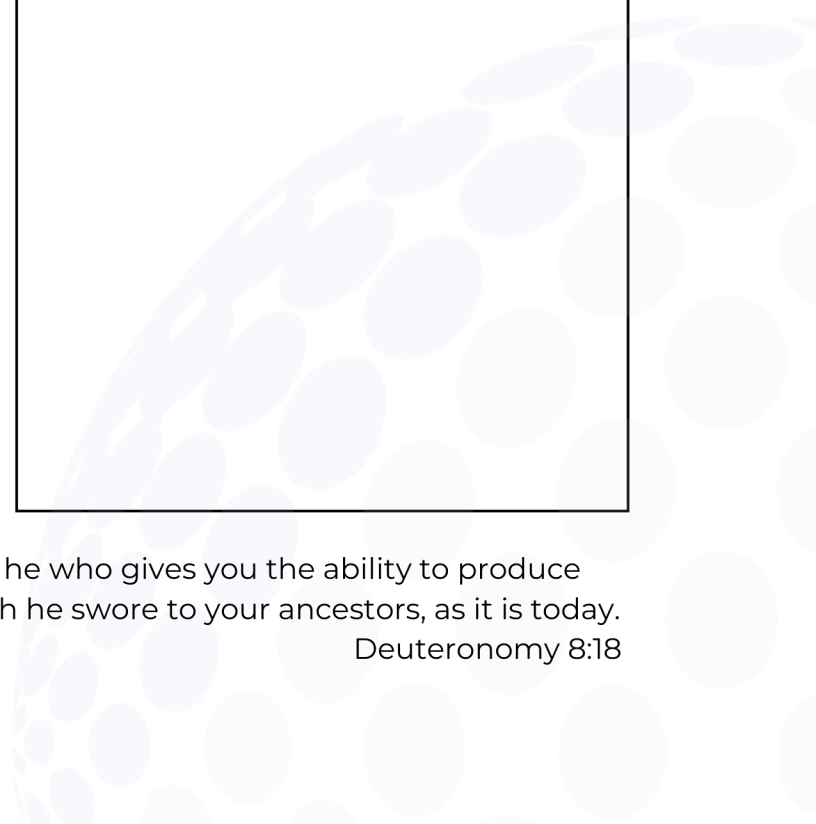 he who gives you the ability to produce
h he swore to your ancestors, as it is today.
Deuteronomy 8:18